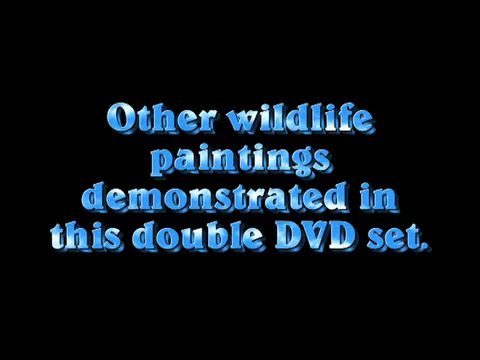 Other wildlife
paintings
demonstrated in
this double DVD set.